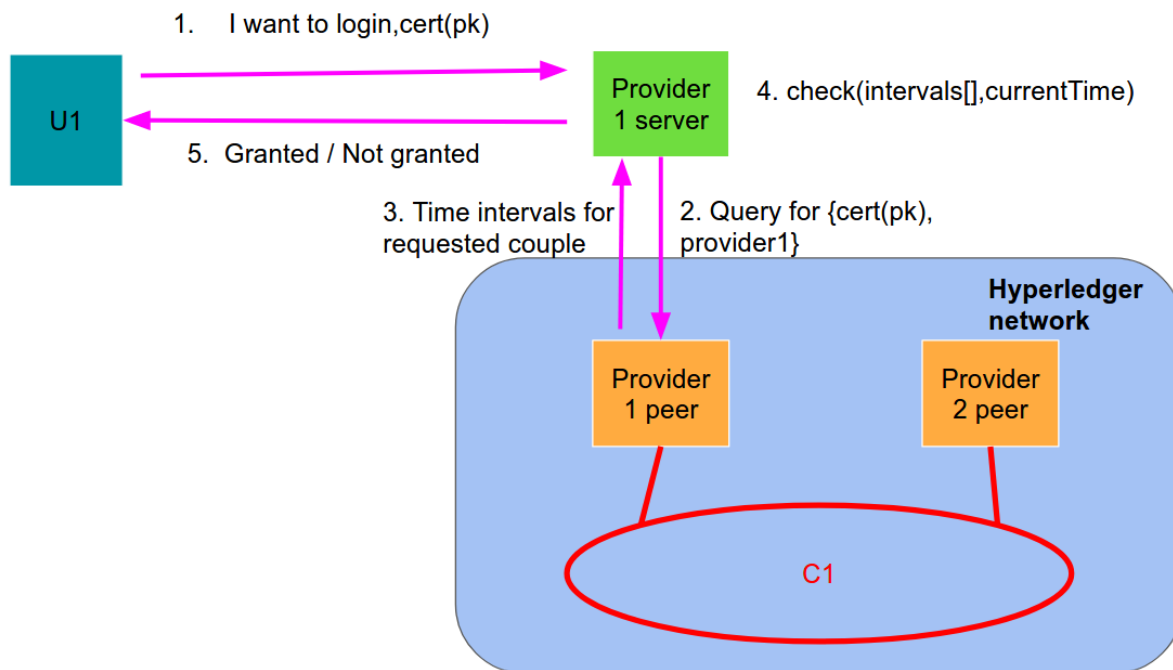 1. I want to login,cert(pk)
U1
Provider
1 server
4. check(intervals[],currentTime)
5. Granted / Not granted
3. Time intervals for
requested couple
2. Query for {cert(pk),
provider1}
Hyperledger
network
Provider
1 peer
Provider
2 peer
C1